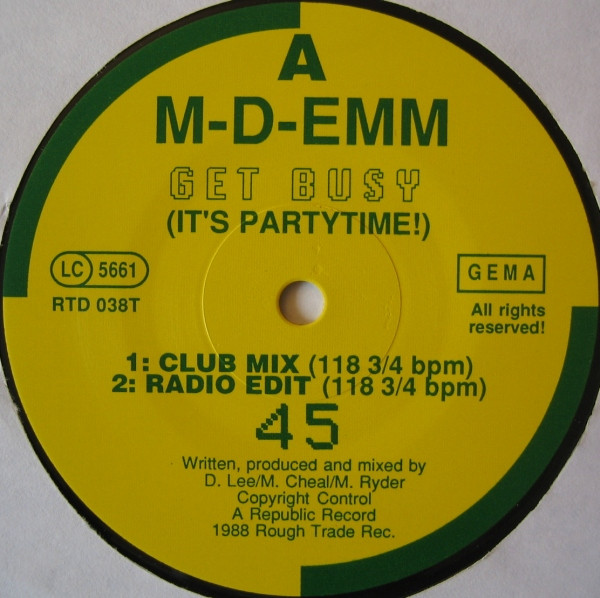 A
M-D-EMM
GET BUSY
(IT'S PARTYTIME!)
LC 5661
RTD 038T
GEMA
All rights
reserved!
1: CLUB MIX (118 3/4 bpm)
2: RADIO EDIT (118 3/4 bpm)
45
Written, produced and mixed by
D. Lee/M. Cheal/M. Ryder
Copyright Control
A Republic Record
1988 Rough Trade Rec.